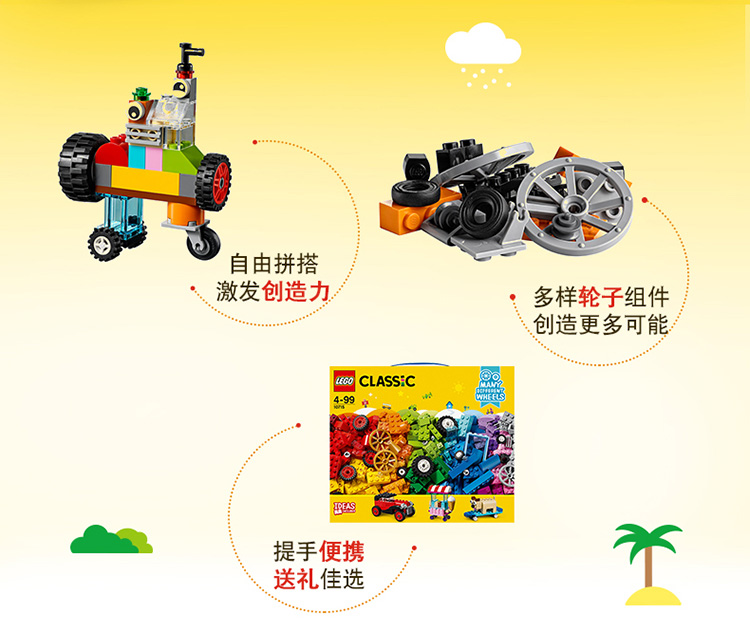 自由拼搭
激发创造力
多样轮子组件
创造更多可能
LEGO CLASSIC
4-99
10715
MANY
DIFFERENT
WHEELS
IDEAS
提手便携
送礼佳选